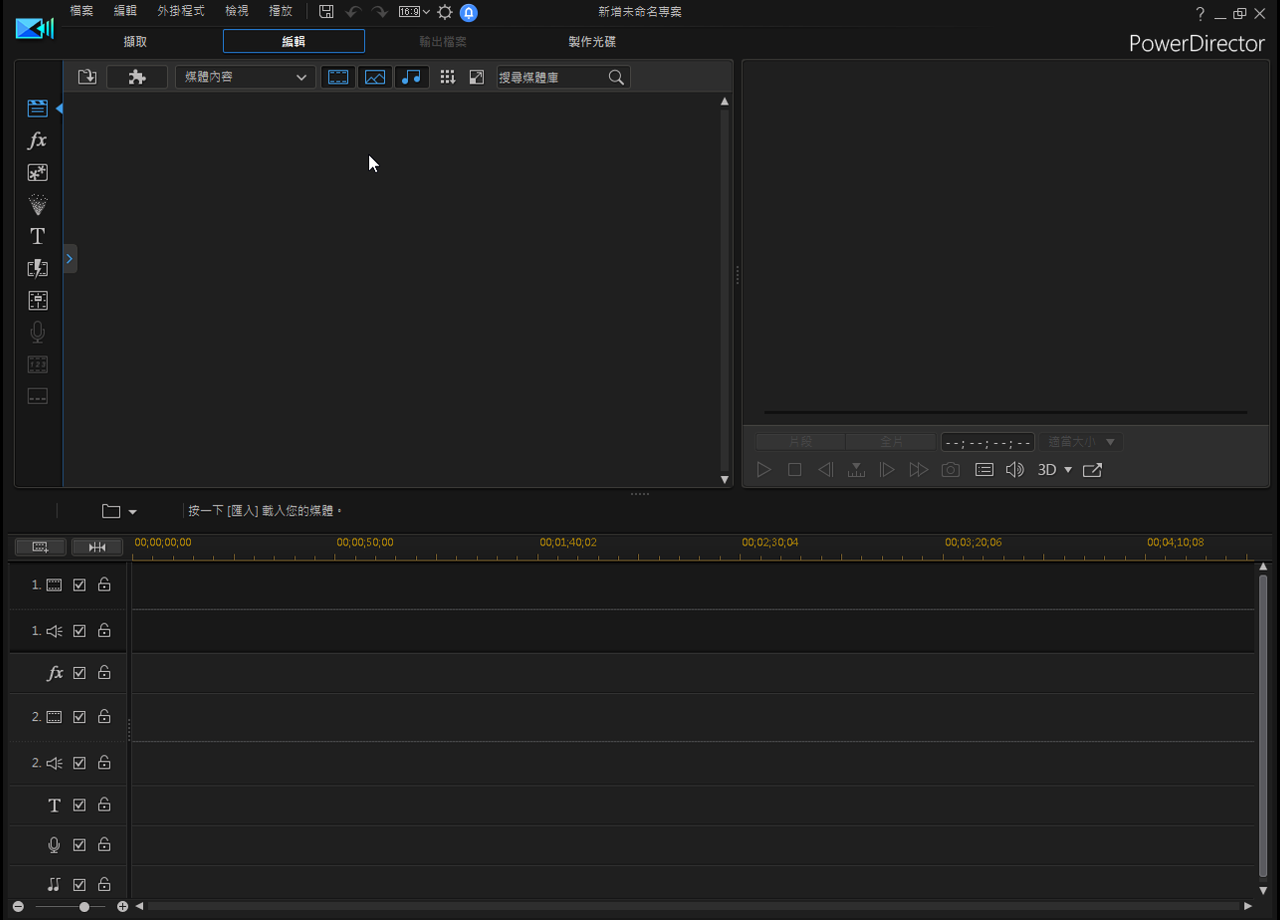 檔案 編輯 外掛程式 檢視 播放 16:9 新增未命名專案 ?
擷取 編輯 輸出檔案 製作光碟 PowerDirector
媒體內容 搜尋媒體庫
fx
T
片段 全片 --;--;--;-- 適當大小
3D
按一下 [匯入] 載入您的媒體。
00;00;00;00 00;00;50;00 00;01;40;02 00;02;30;04 00;03;20;06 00;04;10;08
1.
1.
fx
2.
2.
T